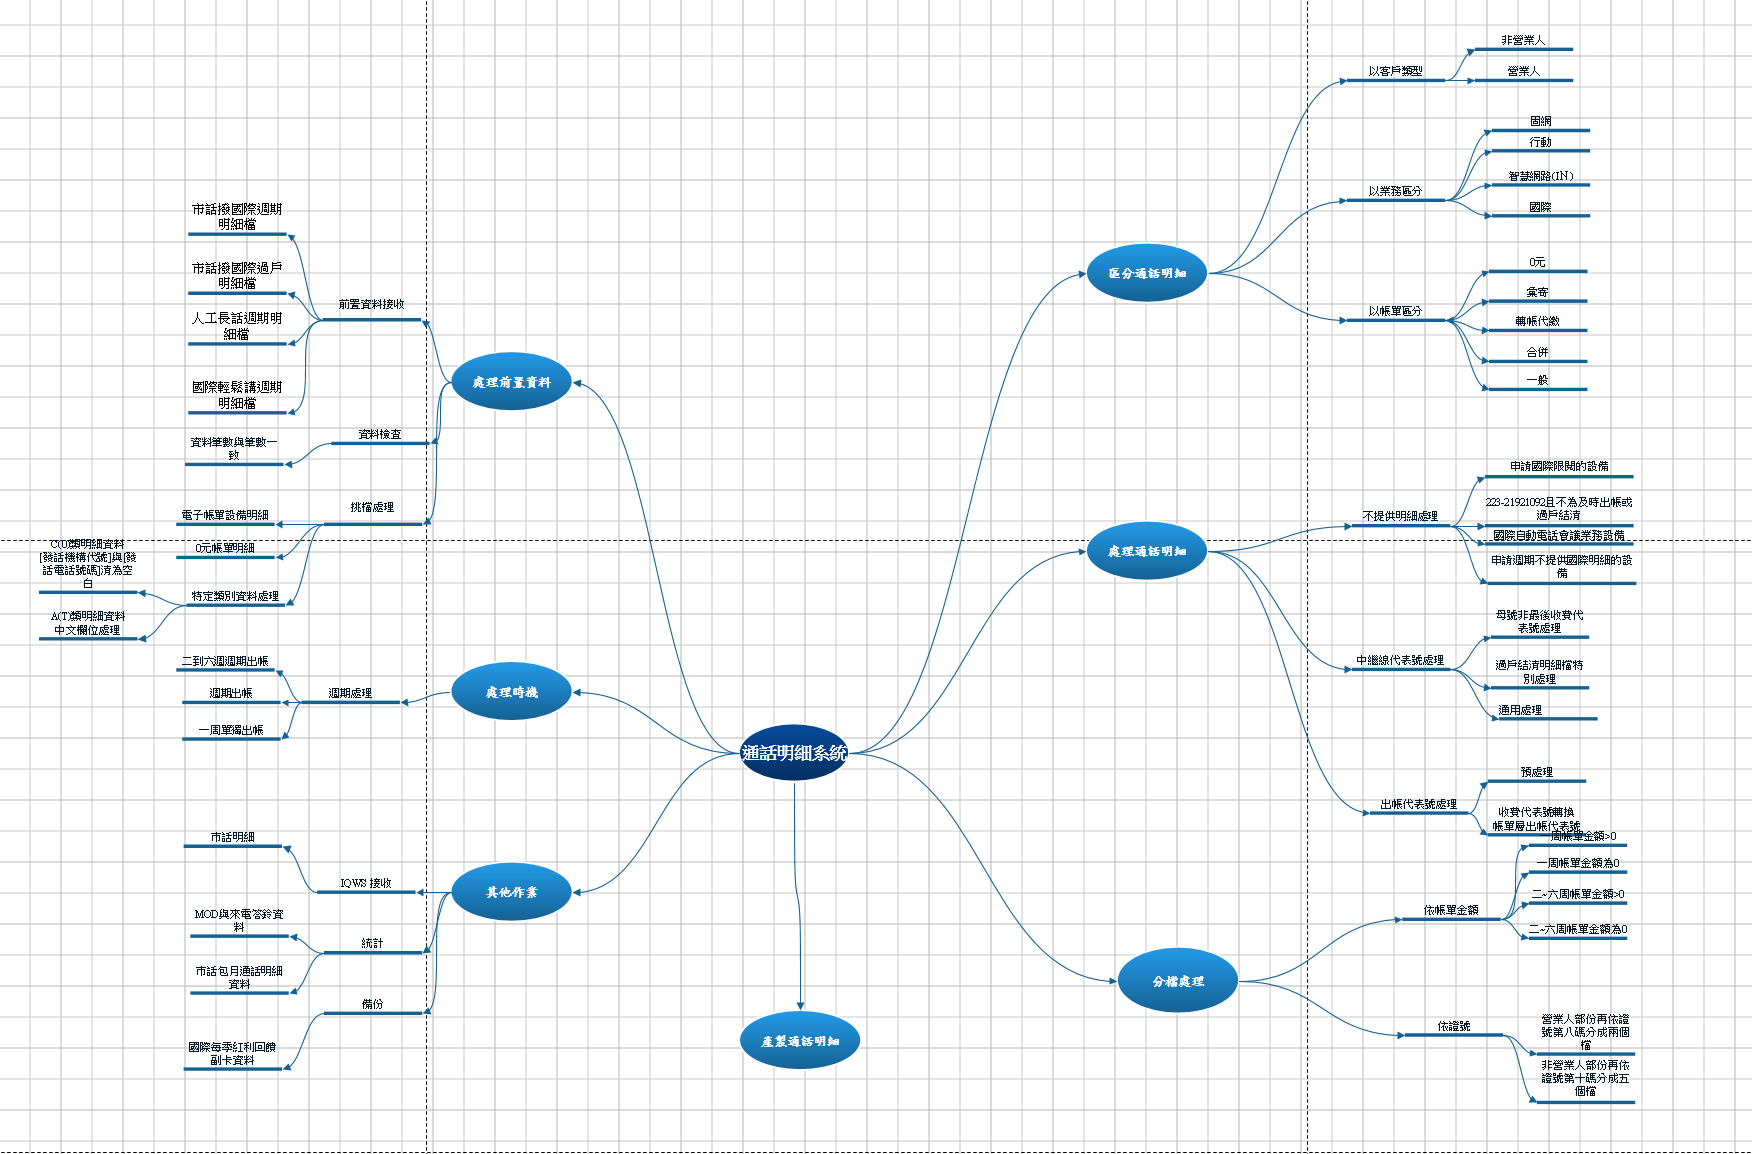 通話明細系統
區分通話明細
以客戶類型
非營業人
營業人
以業務區分
固網
行動
智慧網路(IN)
國際
以帳單區分
0元
彙寄
轉帳代繳
合併
一般
處理通話明細
不提供明細處理
申請國際限閱的設備
223-21921092且不為及時出帳或
過戶結清
國際自動電話會議業務設備
申請週期不提供國際明細的設
備
中繼線代表號處理
母號非最後收費代
表號處理
過戶結清明細檔特
別處理
通用處理
出帳代表號處理
預處理
收費代表號轉換
帳單層出帳代表號
分檔處理
依帳單金額
一周帳單金額>0
一周帳單金額為0
二~六周帳單金額>0
二~六周帳單金額為0
依證號
營業人部份再依證
號第八碼分成兩個
檔
非營業人部份再依
證號第十碼分成五
個檔
產製通話明細
處理前置資料
前置資料接收
市話撥國際週期
明細檔
市話撥國際過戶
明細檔
人工長話週期明
細檔
國際輕鬆講週期
明細檔
資料檢查
資料筆數與筆數一
致
挑檔處理
電子帳單設備明細
0元帳單明細
特定類別資料處理
C(U)類明細資料
[發話機構代號]與[發
話電話號碼]清為空
白
A(T)類明細資料
中文欄位處理
處理時機
週期處理
二到六週週期出帳
週期出帳
一周單獨出帳
其他作業
IQWS 接收
市話明細
統計
MOD與來電答鈴資
料
市話包月通話明細
資料
備份
國際每季紅利回饋
副卡資料